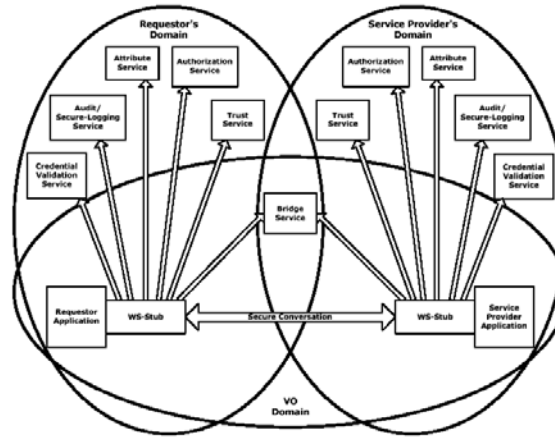 Requestor's
Domain
Service Provider's
Domain
Attribute
Service
Authorization
Service
Authorization
Service
Attribute
Service
Audit/
Secure-Logging
Service
Trust
Service
Trust
Service
Audit/
Secure-Logging
Service
Credential
Validation
Service
Credential
Validation
Service
Bridge
Service
Requestor
Application
WS-Stub
Secure Conversation
WS-Stub
Service
Provider
Application
VO
Domain